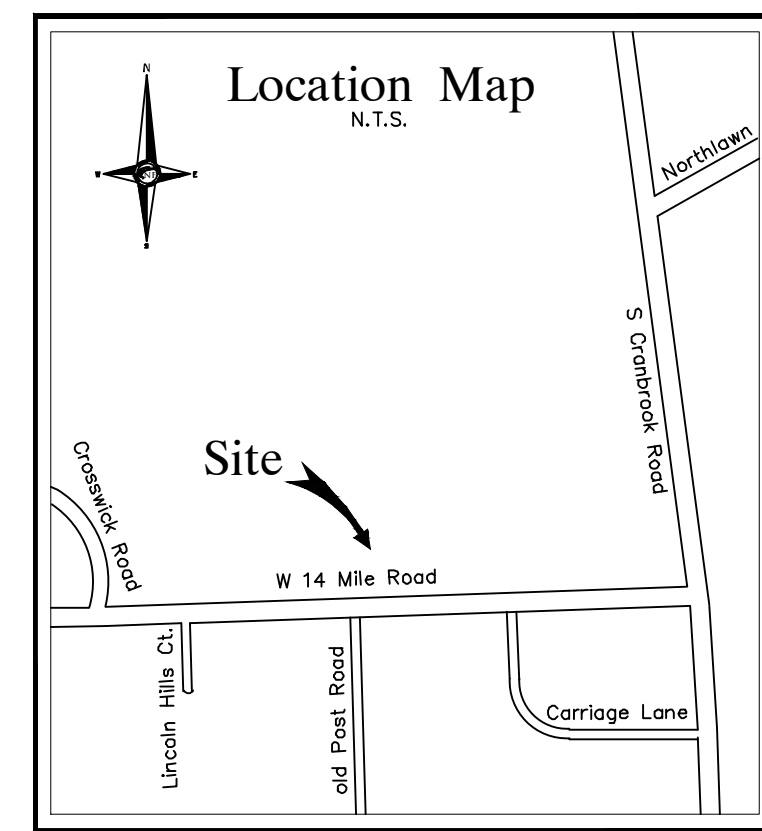 Location Map
N.T.S.
N
W
E
S
Northlawn
S Cranbrook Road
Site
Crosswick Road
W 14 Mile Road
Lincoln Hills Ct.
old Post Road
Carriage Lane